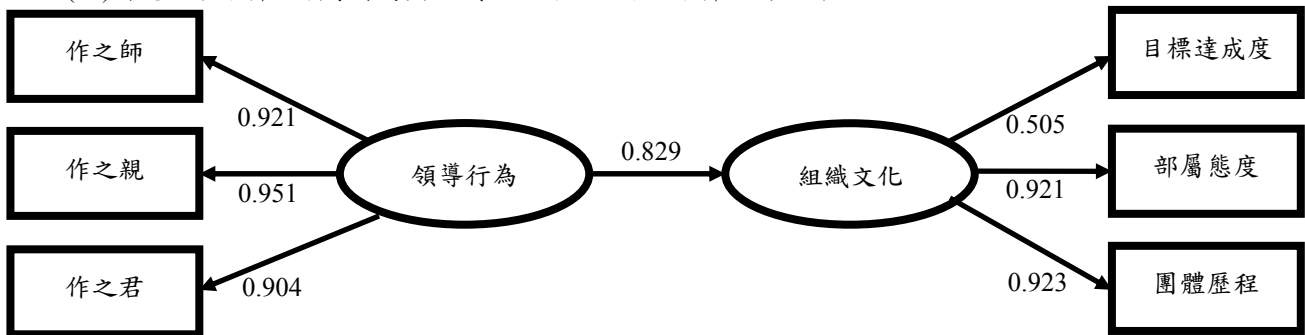 作之師
目標達成度
0.921
0.505
0.829
作之親
領導行為
組織文化
部屬態度
0.951
0.921
作之君
0.904
0.923
團體歷程